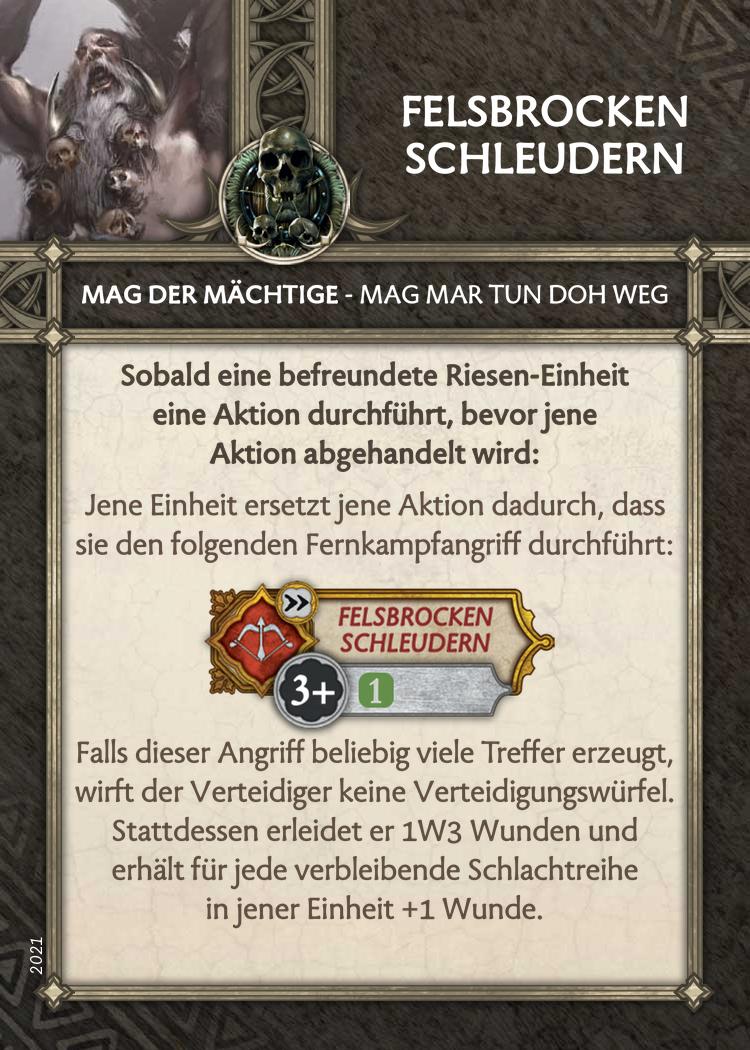 FELSBROCKEN
SCHLEUDERN
MAG DER MÄCHTIGE - MAG MAR TUN DOH WEG
Sobald eine befreundete Riesen-Einheit
eine Aktion durchführt, bevor jene
Aktion abgehandelt wird:
Jene Einheit ersetzt jene Aktion dadurch, dass
sie den folgenden Fernkampfangriff durchführt:
FELSBROCKEN
SCHLEUDERN
3+ 1
Falls dieser Angriff beliebig viele Treffer erzeugt,
wirft der Verteidiger keine Verteidigungswürfel.
Stattdessen erleidet er 1W3 Wunden und
erhält für jede verbleibende Schlachtreihe
in jener Einheit +1 Wunde.
2021